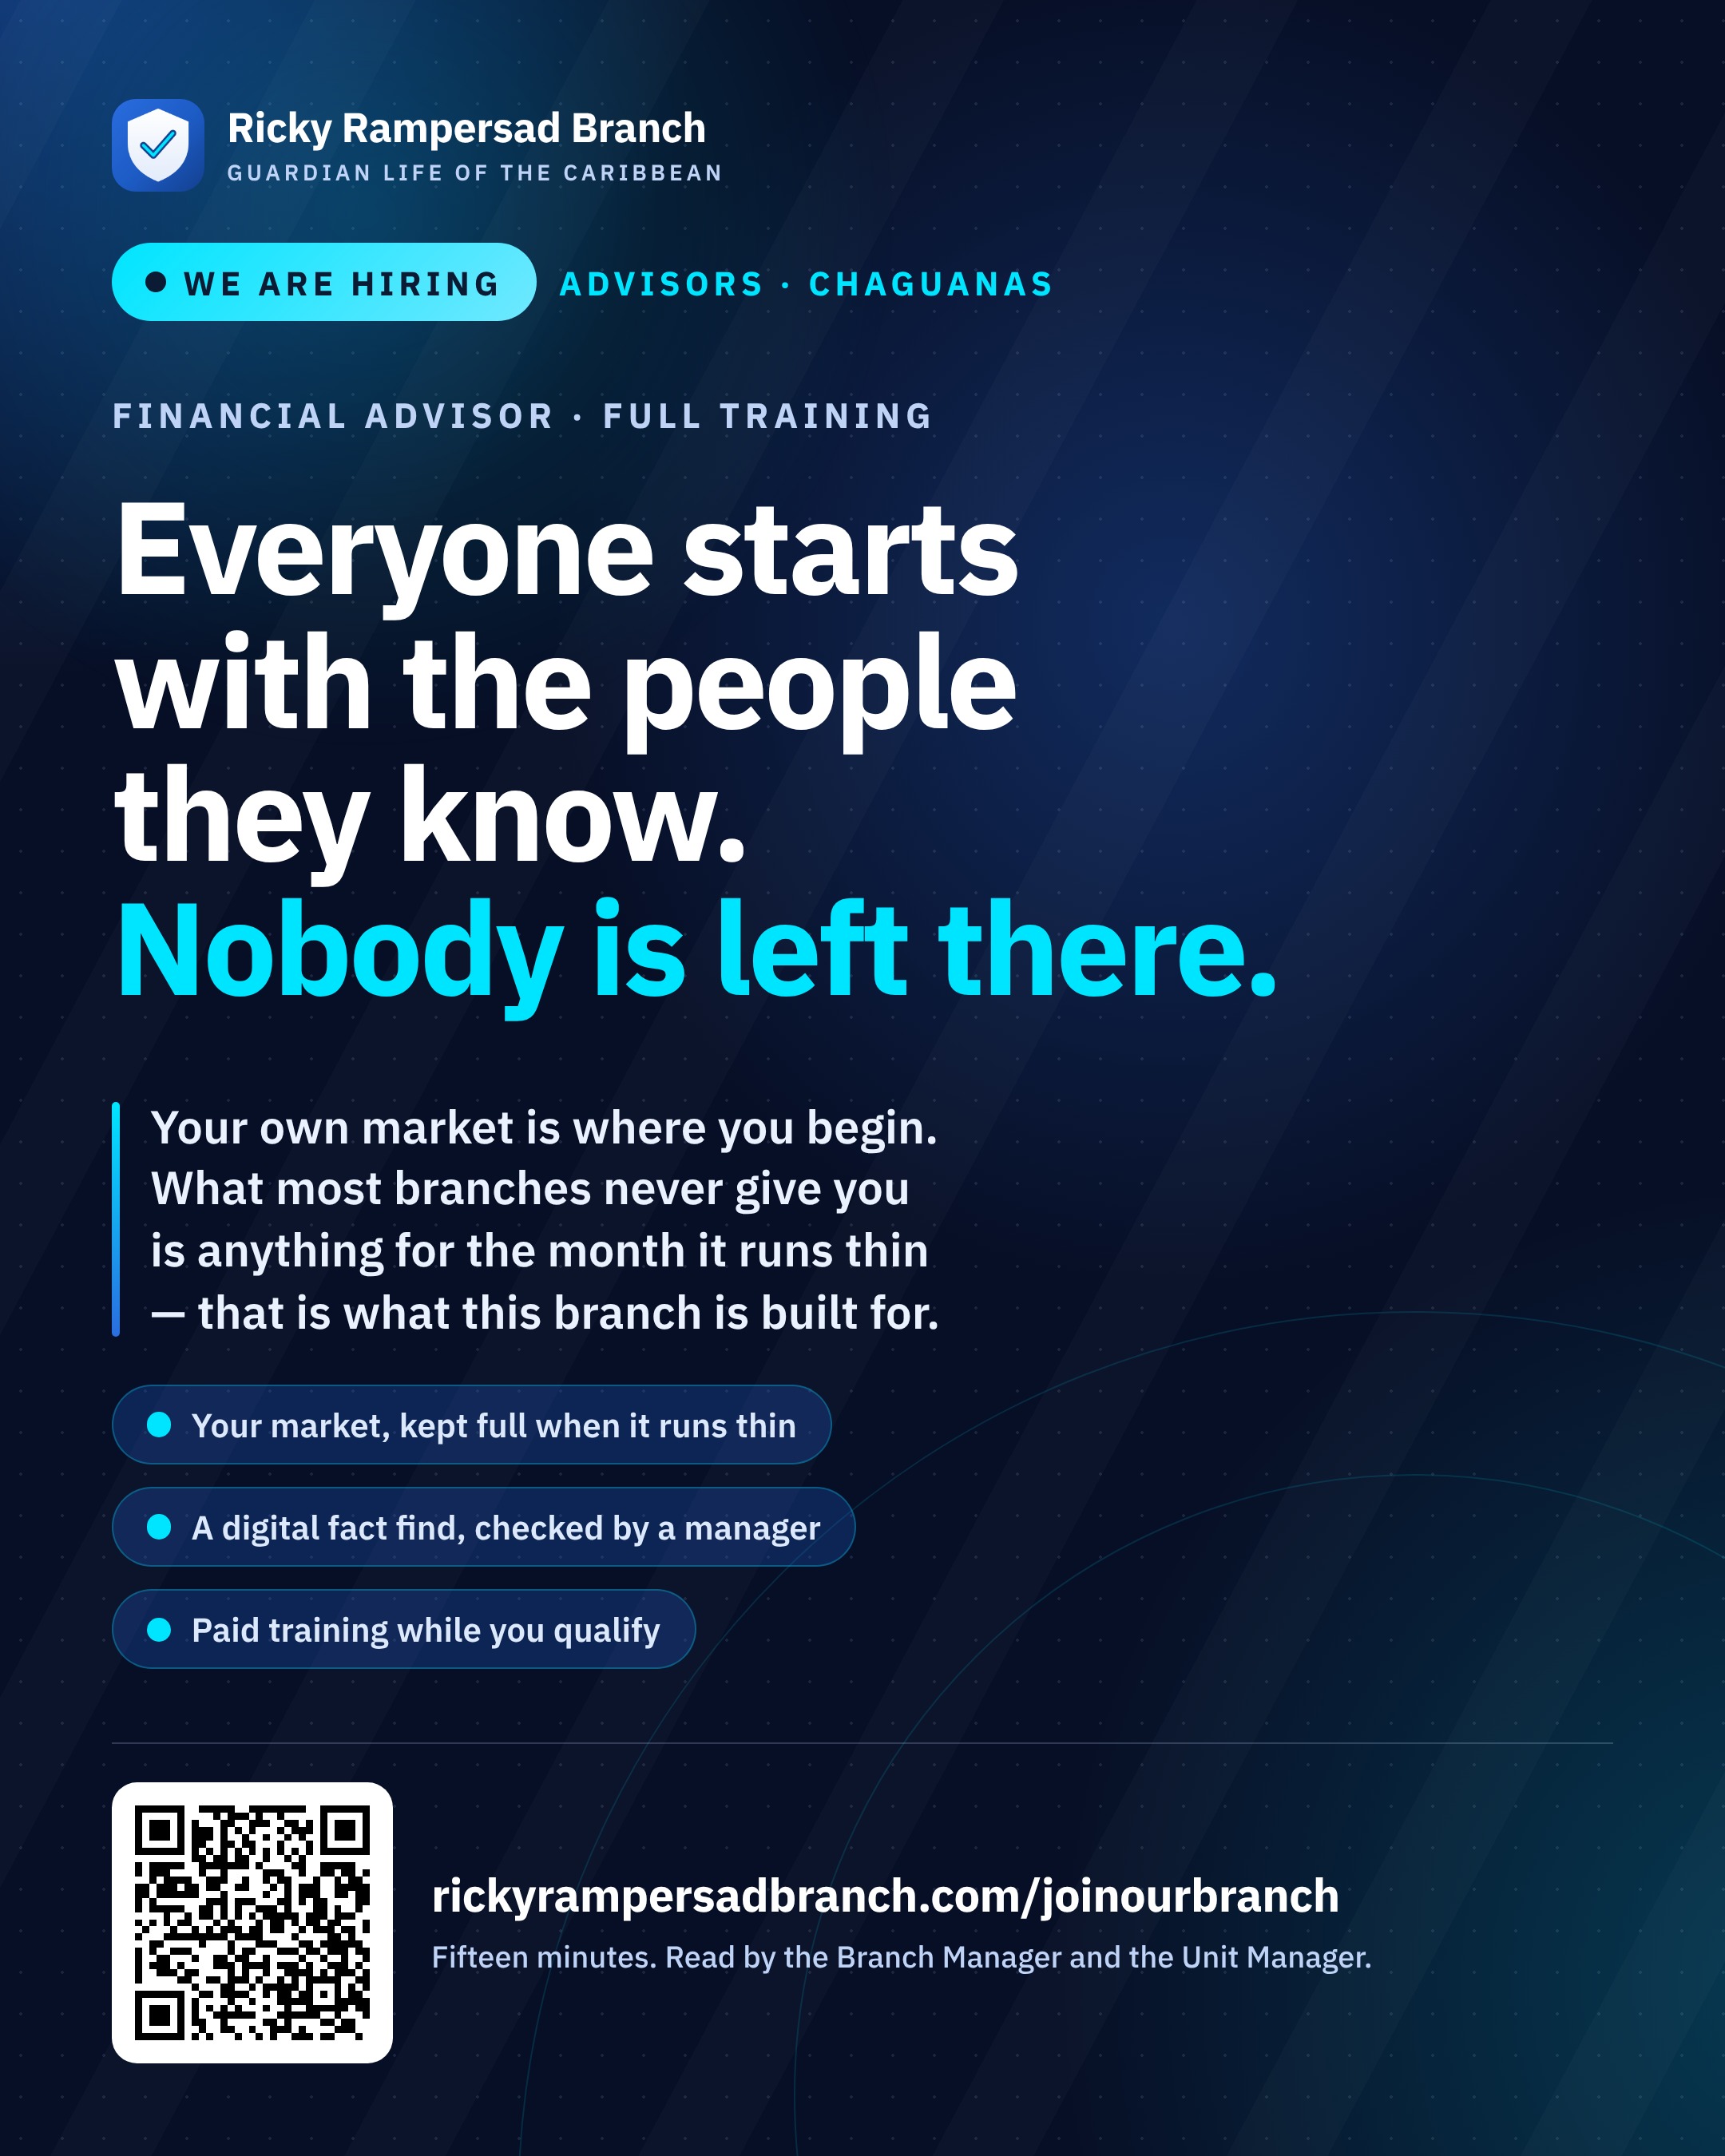 Ricky Rampersad Branch
GUARDIAN LIFE OF THE CARIBBEAN
WE ARE HIRING
ADVISORS · CHAGUANAS
FINANCIAL ADVISOR · FULL TRAINING
Everyone starts
with the people
they know.
Nobody is left there.
Your own market is where you begin.
What most branches never give you
is anything for the month it runs thin
— that is what this branch is built for.
Your market, kept full when it runs thin
A digital fact find, checked by a manager
Paid training while you qualify
rickyrampersadbranch.com/joinourbranch
Fifteen minutes. Read by the Branch Manager and the Unit Manager.